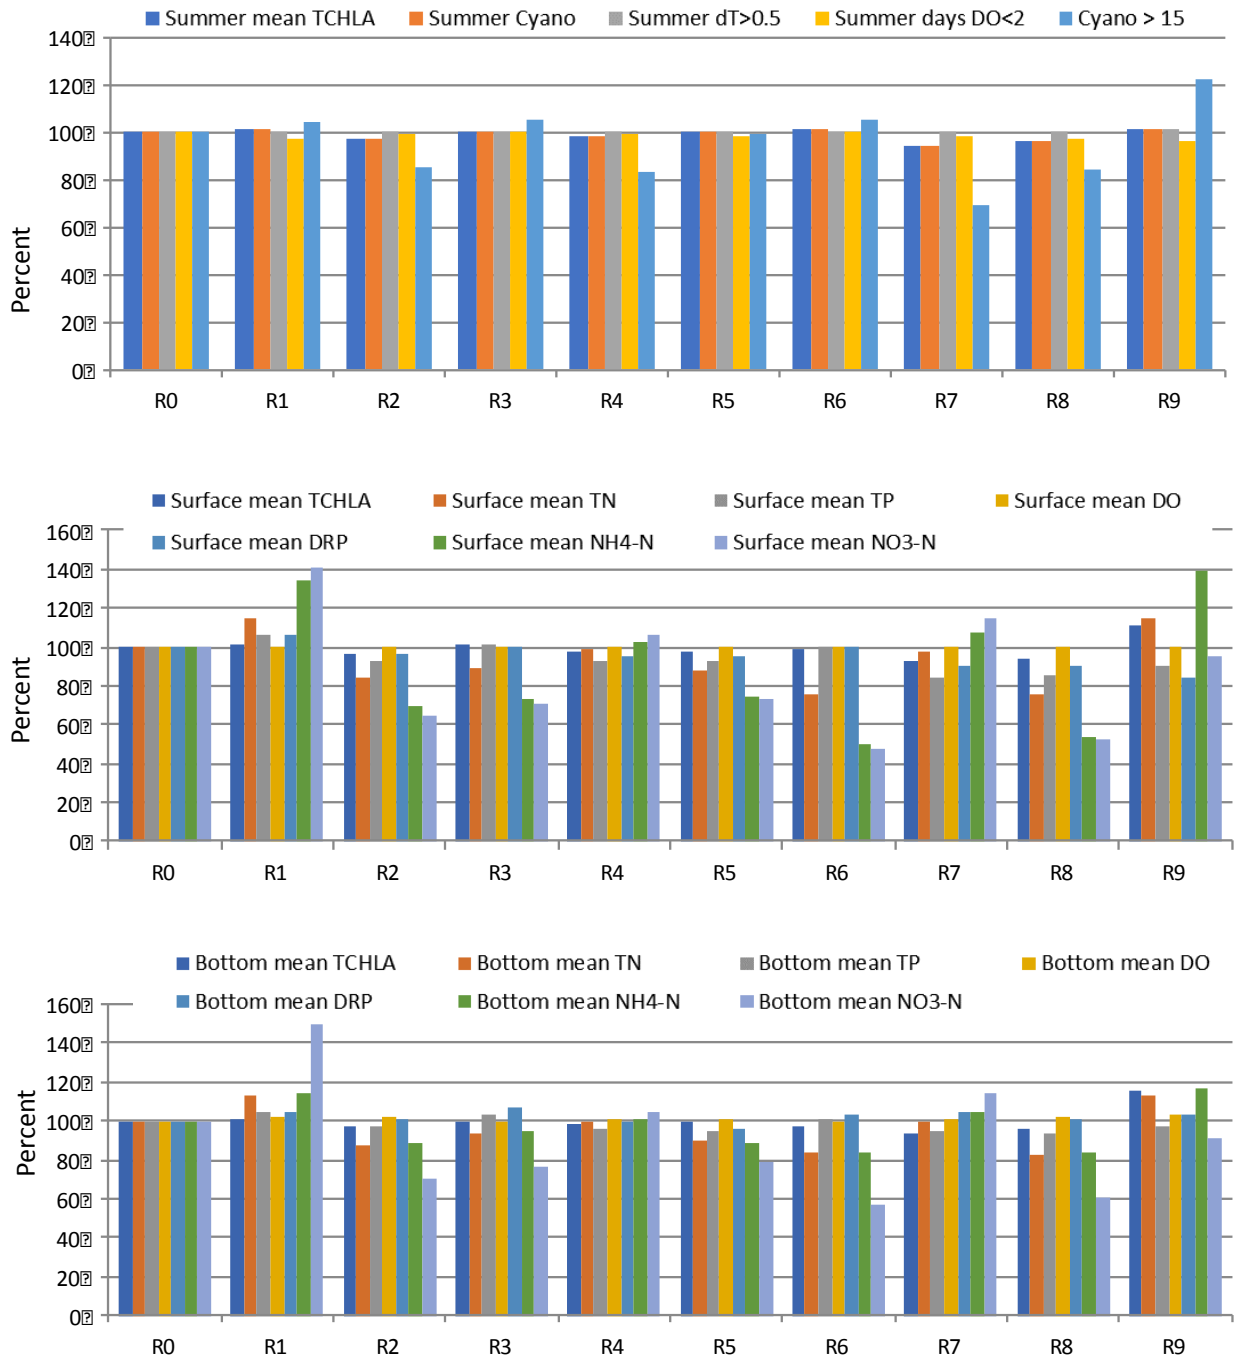 Summer mean TCHLA Summer Cyano Summer dT>0.5 Summer days DO<2 Cyano > 15
140
120
100
80
60
40
20
0
Percent
R0 R1 R2 R3 R4 R5 R6 R7 R8 R9
Surface mean TCHLA Surface mean TN Surface mean TP Surface mean DO
Surface mean DRP Surface mean NH4-N Surface mean NO3-N
160
140
120
100
80
60
40
20
0
Percent
R0 R1 R2 R3 R4 R5 R6 R7 R8 R9
Bottom mean TCHLA Bottom mean TN Bottom mean TP Bottom mean DO
Bottom mean DRP Bottom mean NH4-N Bottom mean NO3-N
160
140
120
100
80
60
40
20
0
Percent
R0 R1 R2 R3 R4 R5 R6 R7 R8 R9